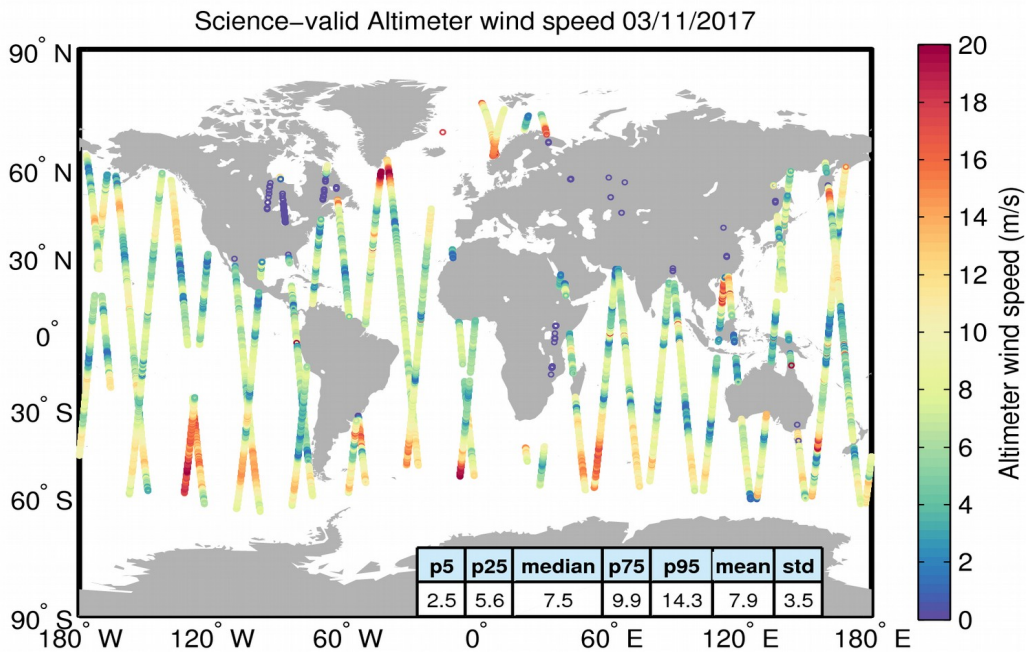 Science−valid Altimeter wind speed 03/11/2017
90° N
60° N
30° N
0°
30° S
60° S
90° S
180° W
120° W
60° W
0°
60° E
120° E
180° E
p5 p25 median p75 p95 mean std
2.5 5.6 7.5 9.9 14.3 7.9 3.5
20
18
16
14
12
10
8
6
4
2
0
Altimeter wind speed (m/s)